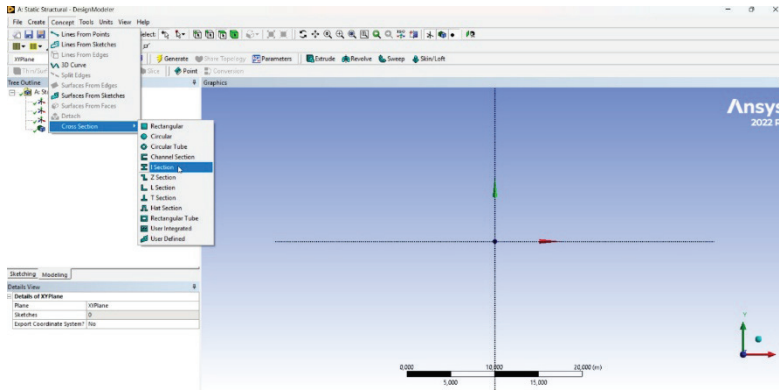 A: Static Structural - DesignModeler
File Create Concept Tools Units View Help
Lines From Points
Lines From Sketches
Lines From Edges
3D Curve
Split Edges
Surfaces From Edges
Surfaces From Sketches
Surfaces From Faces
Detach
Cross Section
Rectangular
Circular
Circular Tube
Channel Section
I Section
Z Section
L Section
T Section
Hat Section
Rectangular Tube
User Integrated
User Defined
XYPlane
Generate Share Topology Parameters Extrude Revolve Sweep Skin/Loft
Slice Point Conversion
Tree Outline
Graphics
Ansys
2022
Sketching Modeling
Details View
Details of XYPlane
Plane XYPlane
Sketches 0
Export Coordinate System? No
0,000 10,000 20,000 (m)
5,000 15,000
Y